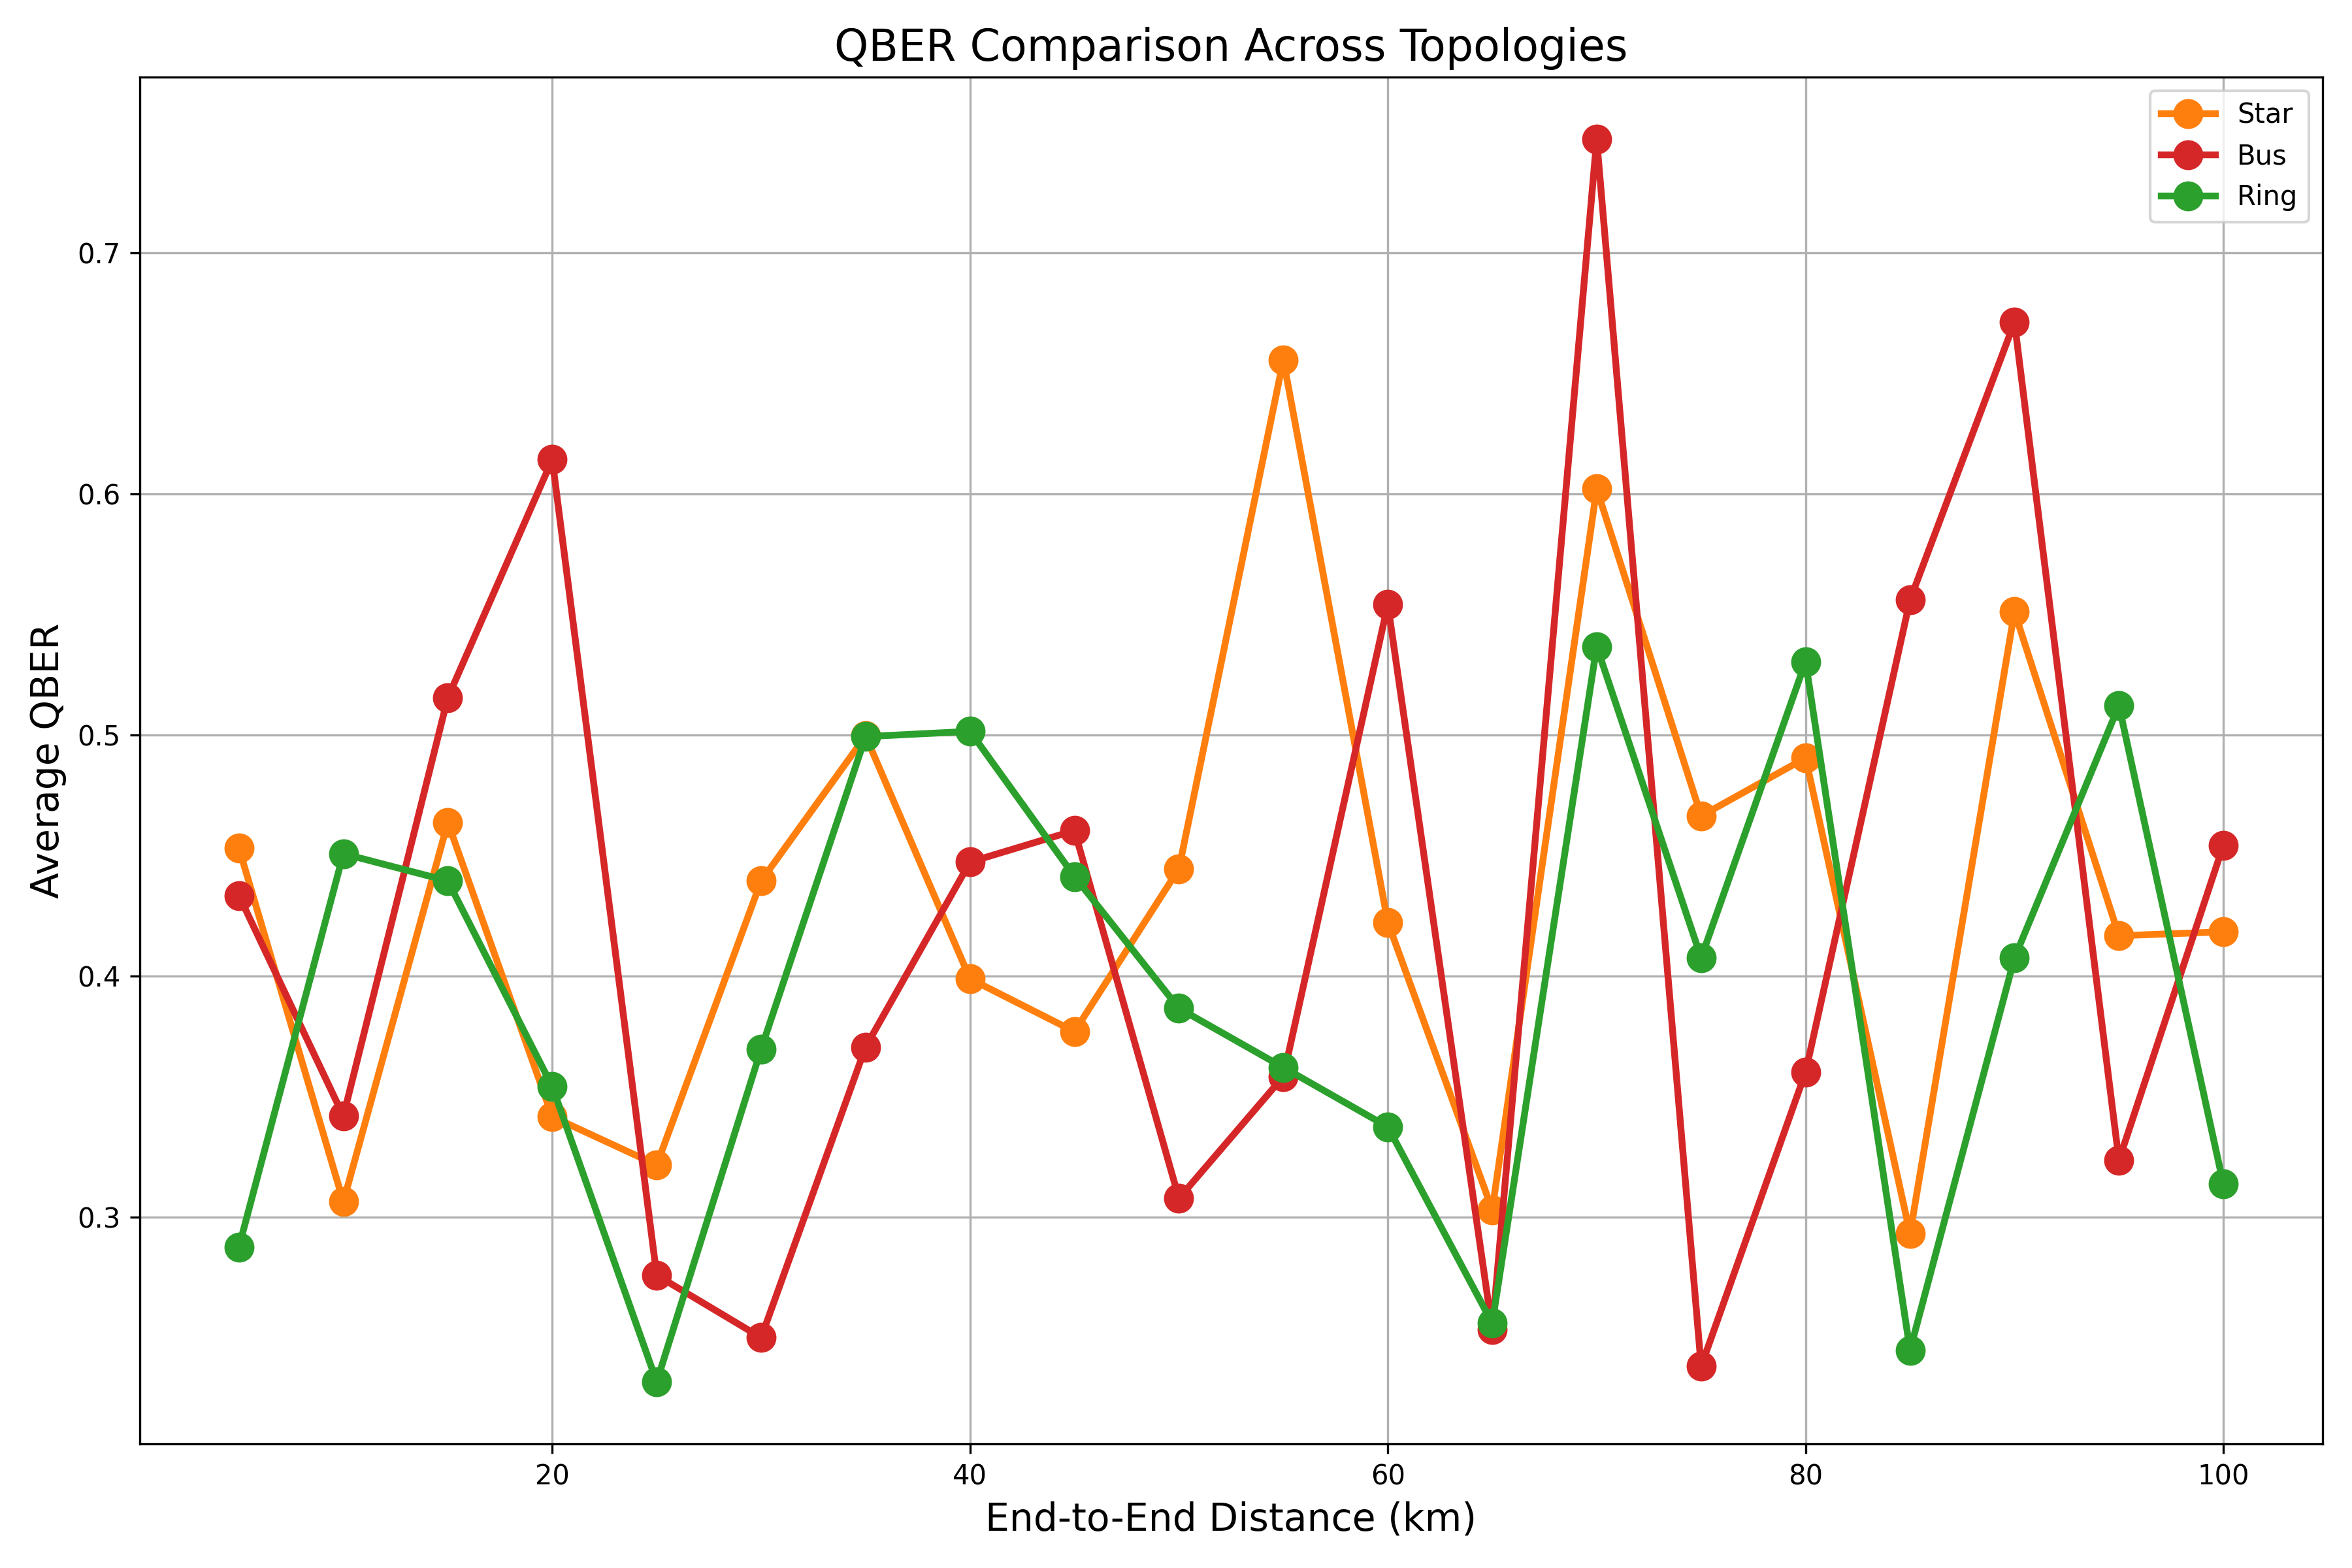 QBER Comparison Across Topologies
Star
Bus
Ring
Average QBER
0.7
0.6
0.5
0.4
0.3
20
40
60
80
100
End-to-End Distance (km)